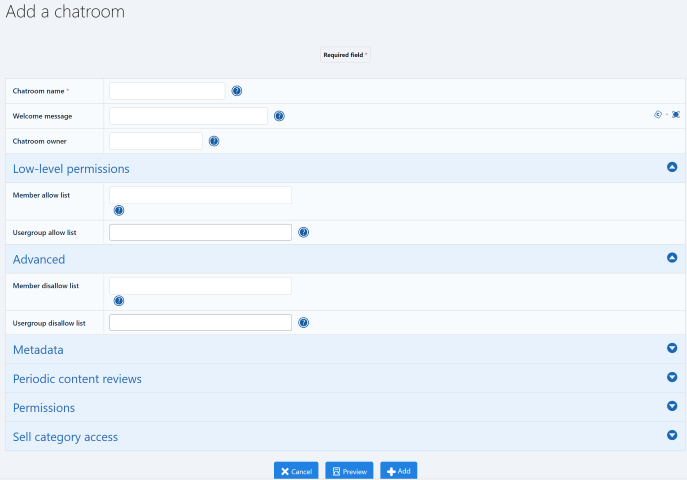 Add a chatroom
Required field *
Chatroom name *
Welcome message
Chatroom owner
Low-level permissions
Member allow list
Usergroup allow list
Advanced
Member disallow list
Usergroup disallow list
Metadata
Periodic content reviews
Permissions
Sell category access
Cancel Preview Add